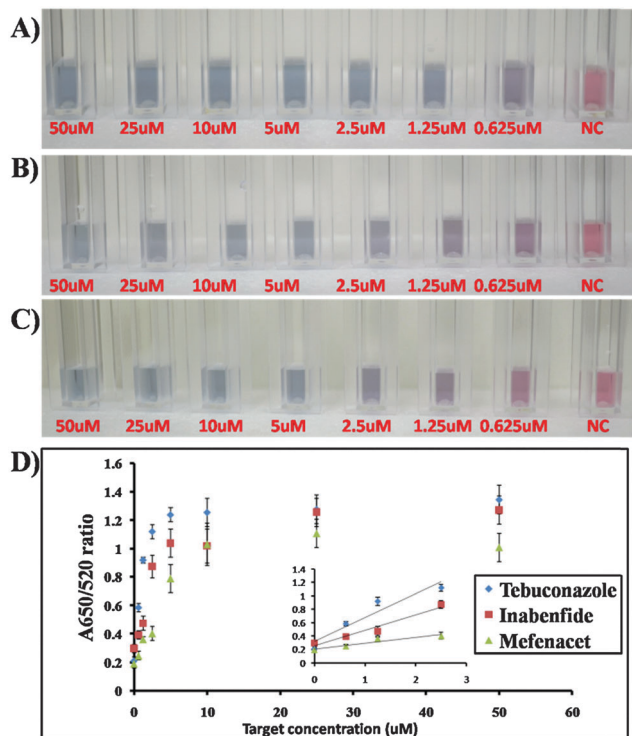 A)
50uM 25uM 10uM 5uM 2.5uM 1.25uM 0.625uM NC
B)
50uM 25uM 10uM 5uM 2.5uM 1.25uM 0.625uM NC
C)
50uM 25uM 10uM 5uM 2.5uM 1.25uM 0.625uM NC
D)
A650/520 ratio
1.6
1.4
1.2
1
0.8
0.6
0.4
0.2
0 10 20 30 40 50 60
Target concentration (uM)
1.4
1.2
1
0.8
0.6
0.4
0.2
0
0 1 2 3
Tebuconazole
Inabenfide
Mefenacet